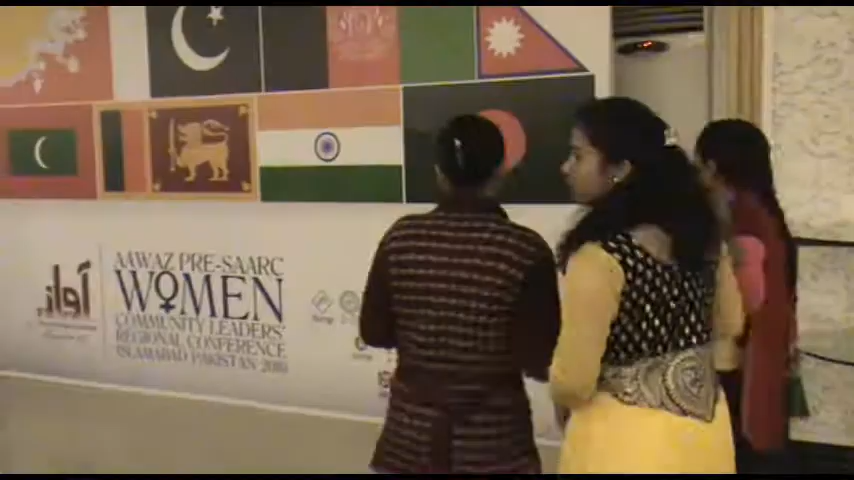 آواز
AAWAZ PRE-SAARC
WOMEN
COMMUNITY LEADERS'
REGIONAL CONFERENCE
ISLAMABAD PAKISTAN 2016